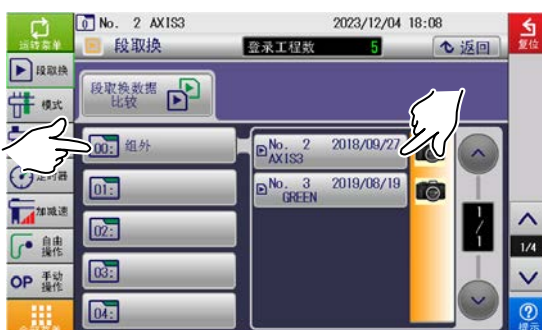 No. 2 AXIS3
2023/12/04 18:08
运转菜单
段取换
登录工程数 5
返回
复位
段取换
段取换数据
比较
模式
00: 组外
No. 2 2018/09/27
AXIS3
定时器
01:
No. 3 2019/08/19
GREEN
加减速
02:
1/1
自由
操作
1/4
03:
OP 手动
操作
04:
提示